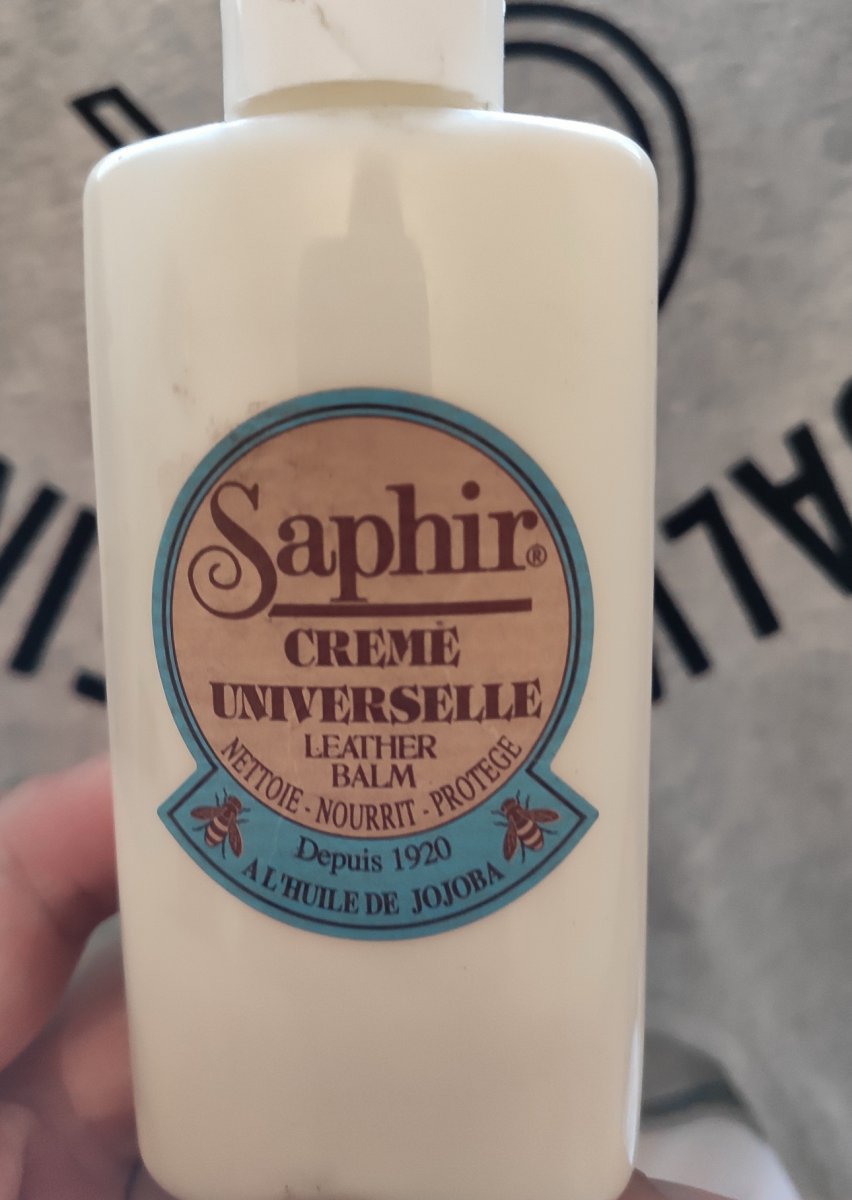 Saphir®
CREME
UNIVERSELLE
LEATHER
BALM
NETTOIE - NOURRIT - PROTEGE
Depuis 1920
A L'HUILE DE JOJOBA